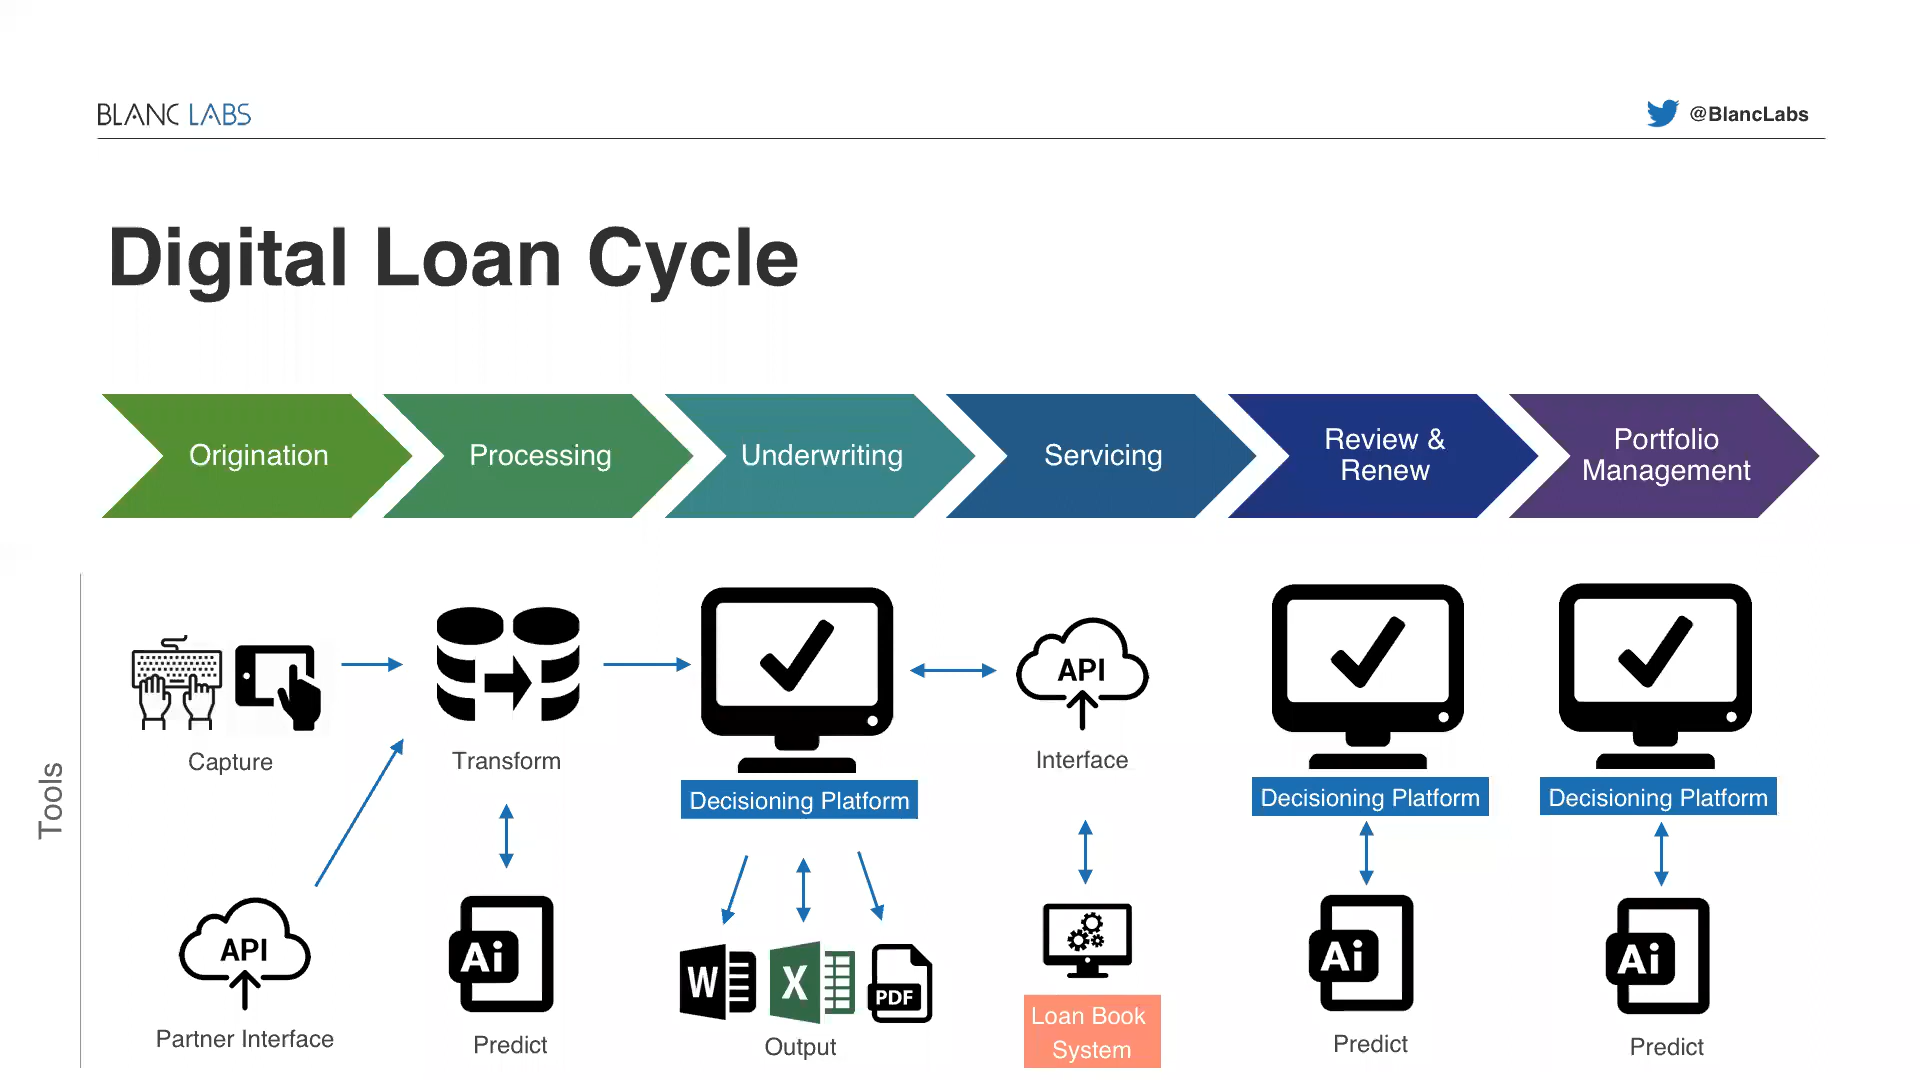 BLANC LABS
@BlancLabs
Digital Loan Cycle
Origination
Processing
Underwriting
Servicing
Review &
Renew
Portfolio
Management
Tools
Capture
Transform
Decisioning Platform
API
Interface
Decisioning Platform
Decisioning Platform
API
Partner Interface
Ai
Predict
W
X
PDF
Output
Loan Book
System
Ai
Predict
Ai
Predict